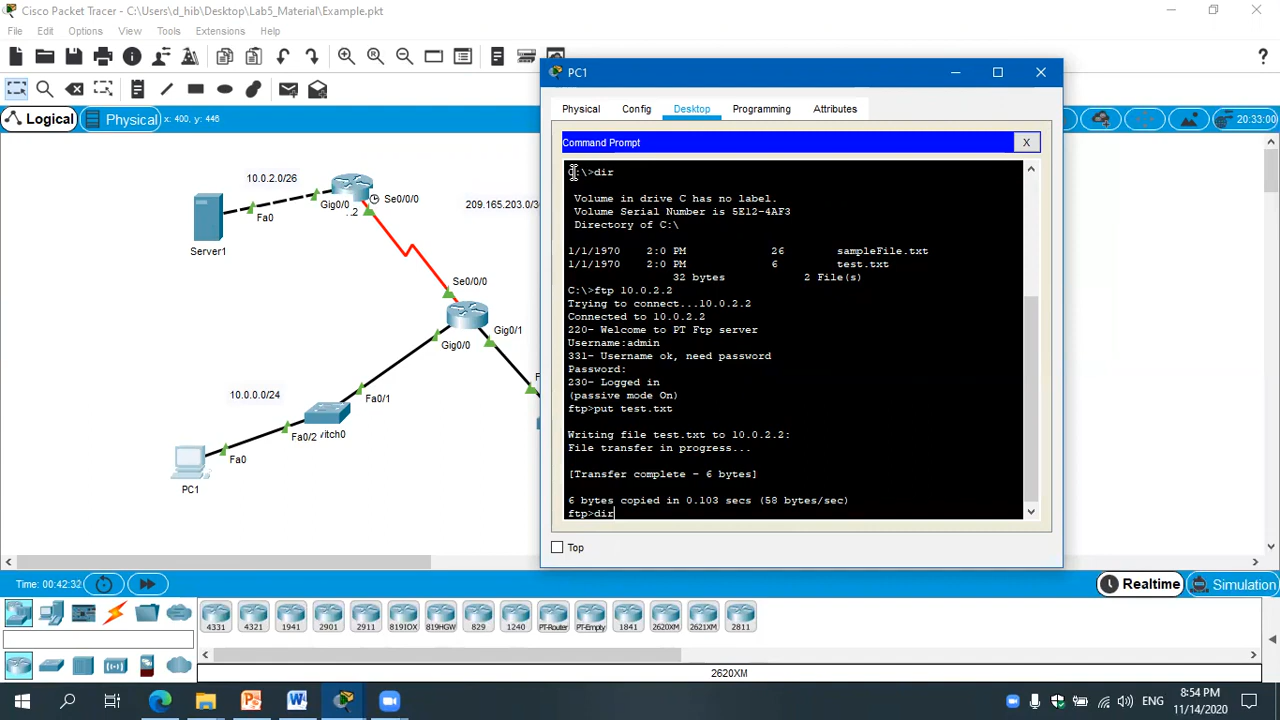 Cisco Packet Tracer - C:\Users\d_hib\Desktop\Lab5_Material\Example.pkt
File Edit Options View Tools Extensions Help
Logical Physical x: 400, y: 446
20:33:00
10.0.2.0/26
Gig0/0
Se0/0/0
.2
Fa0
Server1
209.165.203.0/3
Se0/0/0
Gig0/1
Gig0/0
10.0.0.0/24
Fa0/1
Fa0/2
witch0
Fa0
PC1
F
PC1
Physical Config Desktop Programming Attributes
Command Prompt
X
C:\>dir
Volume in drive C has no label.
Volume Serial Number is 5E12-4AF3
Directory of C:\
1/1/1970 2:0 PM 26 sampleFile.txt
1/1/1970 2:0 PM 6 test.txt
32 bytes 2 File(s)
C:\>ftp 10.0.2.2
Trying to connect...10.0.2.2
Connected to 10.0.2.2
220- Welcome to PT Ftp server
Username:admin
331- Username ok, need password
Password:
230- Logged in
(passive mode On)
ftp>put test.txt
Writing file test.txt to 10.0.2.2:
File transfer in progress...
[Transfer complete - 6 bytes]
6 bytes copied in 0.103 secs (58 bytes/sec)
ftp>dir
Top
Time: 00:42:32
Realtime Simulation
4331 4321 1941 2901 2911 819IOX 819HGW 829 1240 PT-Router PT-Empty 1841 2620XM 2621XM 2811
2620XM
ENG
8:54 PM
11/14/2020